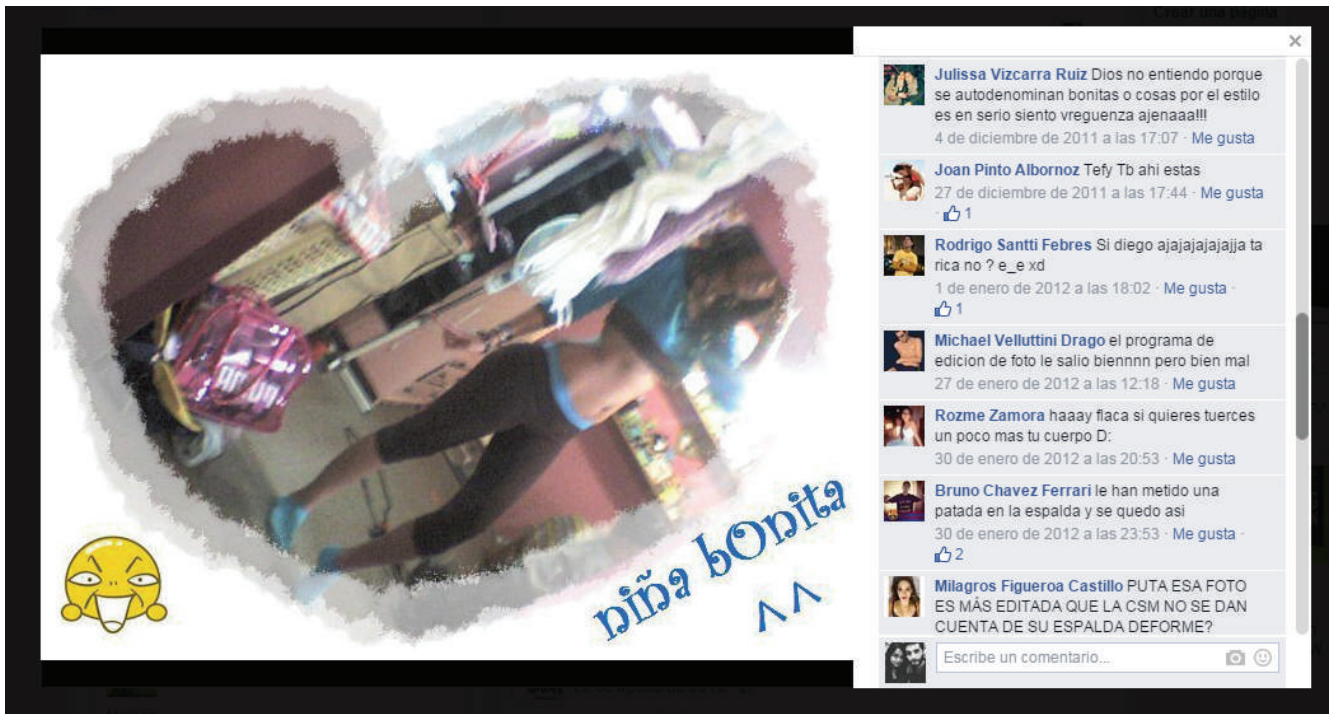 Crear una página
niña bOnita
^^
Julissa Vizcarra Ruiz Dios no entiendo porque
se autodenominan bonitas o cosas por el estilo
es en serio siento vreguenza ajenaaa!!!
4 de diciembre de 2011 a las 17:07 · Me gusta
Joan Pinto Albornoz Tefy Tb ahi estas
27 de diciembre de 2011 a las 17:44 · Me gusta
· 1
Rodrigo Santti Febres Si diego ajajajajajajja ta
rica no ? e_e xd
1 de enero de 2012 a las 18:02 · Me gusta ·
1
Michael Velluttini Drago el programa de
edicion de foto le salio biennnn pero bien mal
27 de enero de 2012 a las 12:18 · Me gusta
Rozme Zamora haaay flaca si quieres tuerces
un poco mas tu cuerpo D:
30 de enero de 2012 a las 20:53 · Me gusta
Bruno Chavez Ferrari le han metido una
patada en la espalda y se quedo asi
30 de enero de 2012 a las 23:53 · Me gusta ·
2
Milagros Figueroa Castillo PUTA ESA FOTO
ES MÁS EDITADA QUE LA CSM NO SE DAN
CUENTA DE SU ESPALDA DEFORME?
Escribe un comentario...